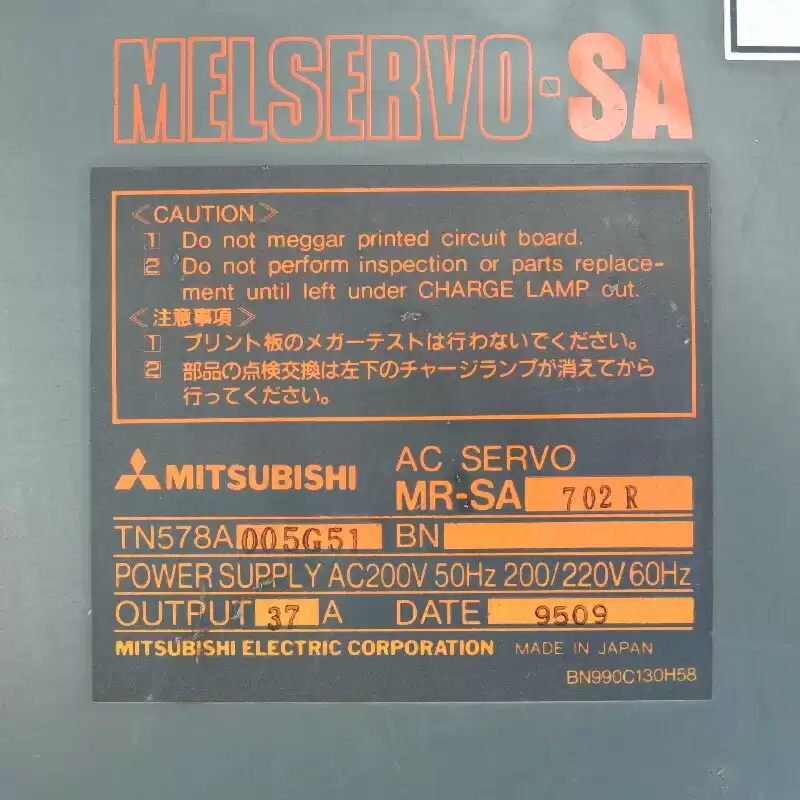 MELSERVO·SA
〈CAUTION〉
1 Do not meggar printed circuit board.
2 Do not perform inspection or parts replace-
ment until left under CHARGE LAMP out.
〈注意事項〉
1 プリント板のメガーテストは行わないでください。
2 部品の点検交換は左下のチャージランプが消えてから
行ってください。
MITSUBISHI AC SERVO
MR-SA 702R
TN578A005G51 BN
POWER SUPPLY AC200V 50Hz 200/220V 60Hz
OUTPUT 37 A DATE 9509
MITSUBISHI ELECTRIC CORPORATION MADE IN JAPAN
BN990C130H58